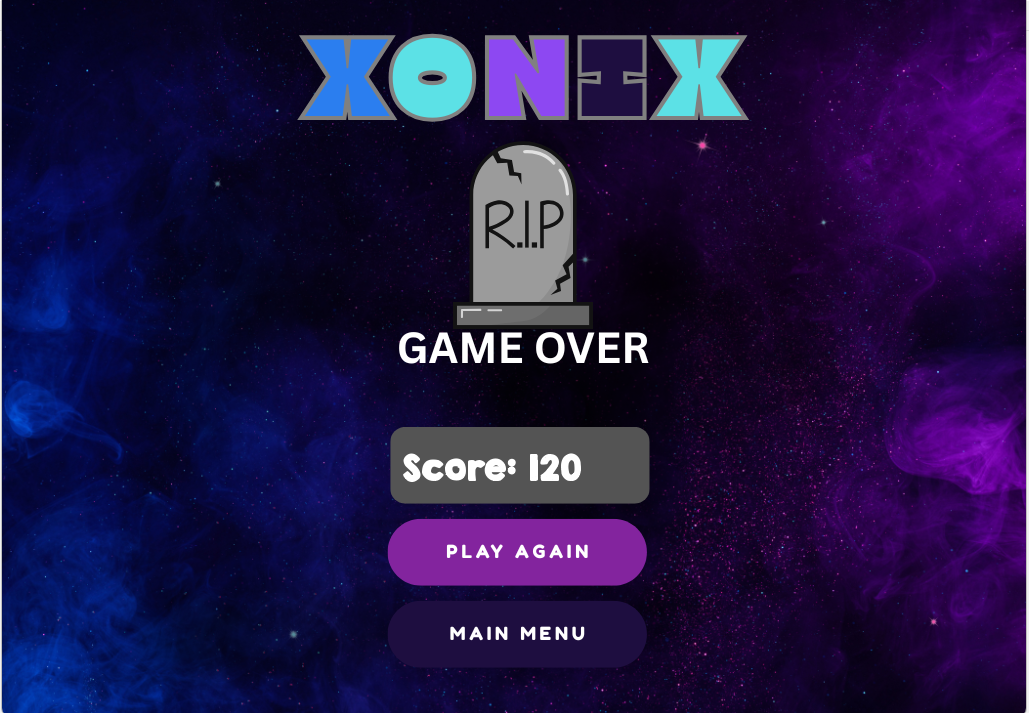 XONIX
R.I.P
GAME OVER
Score: 120
PLAY AGAIN
MAIN MENU